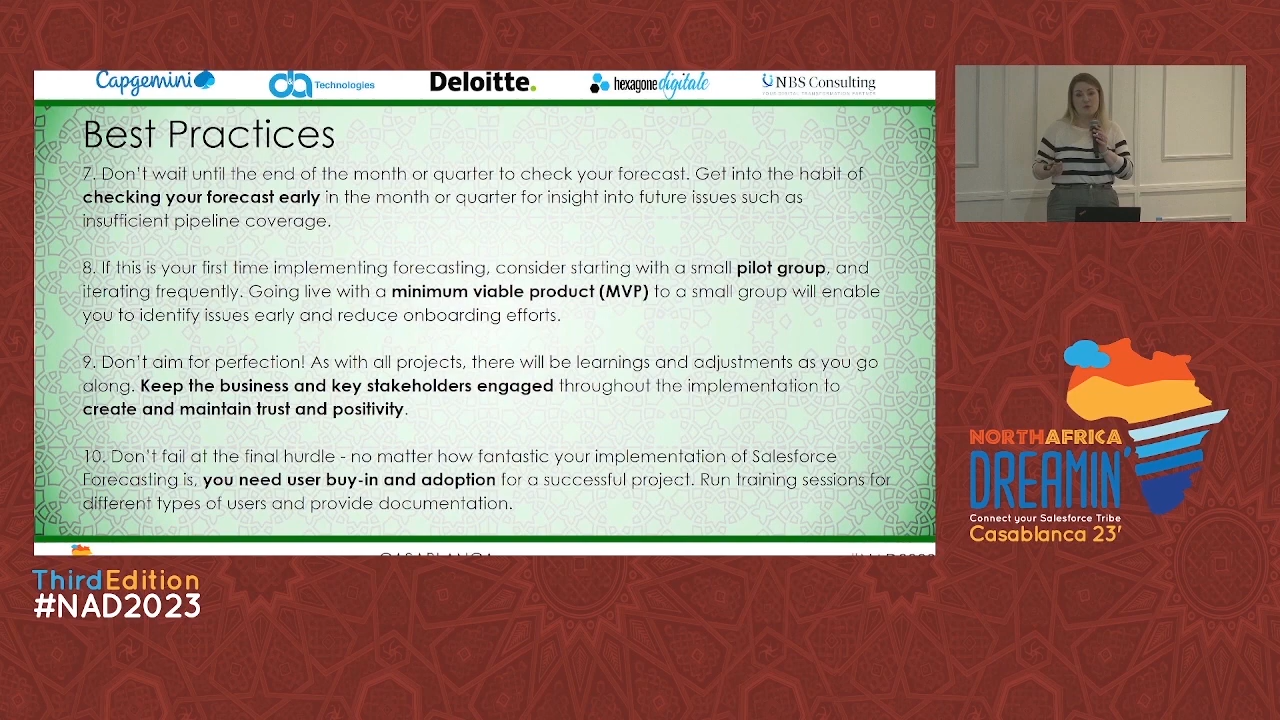 Capgemini
d&a Technologies
Deloitte.
hexagone digitale
NBS Consulting
Best Practices
7. Don't wait until the end of the month or quarter to check your forecast. Get into the habit of
checking your forecast early in the month or quarter for insight into future issues such as
insufficient pipeline coverage.
8. If this is your first time implementing forecasting, consider starting with a small pilot group, and
iterating frequently. Going live with a minimum viable product (MVP) to a small group will enable
you to identify issues early and reduce onboarding efforts.
9. Don't aim for perfection! As with all projects, there will be learnings and adjustments as you go
along. Keep the business and key stakeholders engaged throughout the implementation to
create and maintain trust and positivity.
10. Don't fail at the final hurdle - no matter how fantastic your implementation of Salesforce
Forecasting is, you need user buy-in and adoption for a successful project. Run training sessions for
different types of users and provide documentation.
Third Edition
#NAD2023
NORTHAFRICA
DREAMIN'
Connect your Salesforce Tribe
Casablanca 23'